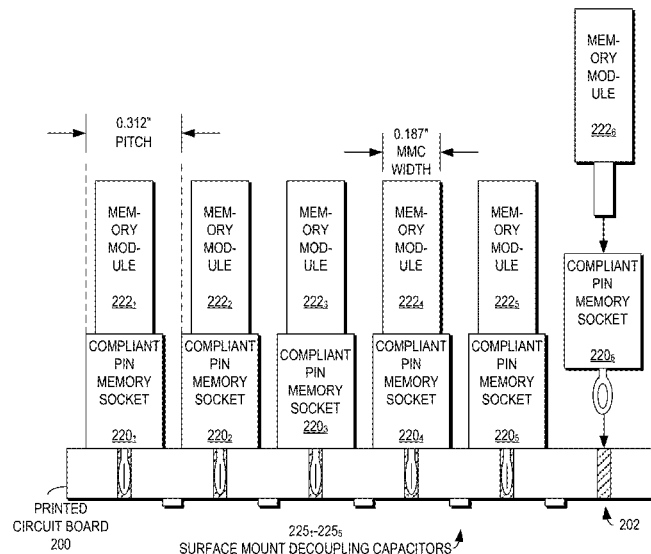 MEM-
ORY
MOD-
ULE
222₆
0.312"
PITCH
0.187"
MMC
WIDTH
MEM-
ORY
MOD-
ULE
222₁
MEM-
ORY
MOD-
ULE
222₂
MEM-
ORY
MOD-
ULE
222₃
MEM-
ORY
MOD-
ULE
222₄
MEM-
ORY
MOD-
ULE
222₅
COMPLIANT
PIN
MEMORY
SOCKET
220₆
COMPLIANT
PIN
MEMORY
SOCKET
220₁
COMPLIANT
PIN
MEMORY
SOCKET
220₂
COMPLIANT
PIN
MEMORY
SOCKET
220₃
COMPLIANT
PIN
MEMORY
SOCKET
220₄
COMPLIANT
PIN
MEMORY
SOCKET
220₅
PRINTED
CIRCUIT BOARD
200
225₁-225₅
SURFACE MOUNT DECOUPLING CAPACITORS
202